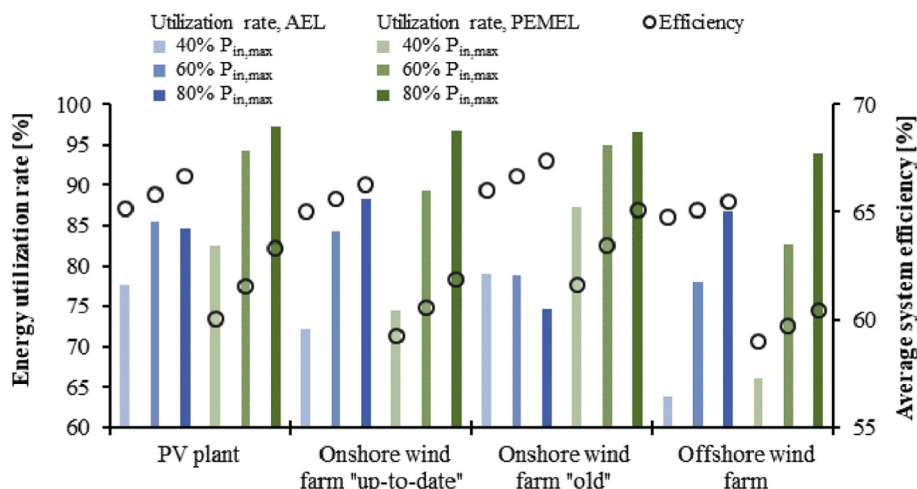 Utilization rate, AEL
40% Pin,max
60% Pin,max
80% Pin,max
Utilization rate, PEMEL
40% Pin,max
60% Pin,max
80% Pin,max
Efficiency
Energy utilization rate [%]
100
95
90
85
80
75
70
65
60
70
65
60
55
Average system efficiency [%]
PV plant
Onshore wind
farm "up-to-date"
Onshore wind
farm "old"
Offshore wind
farm